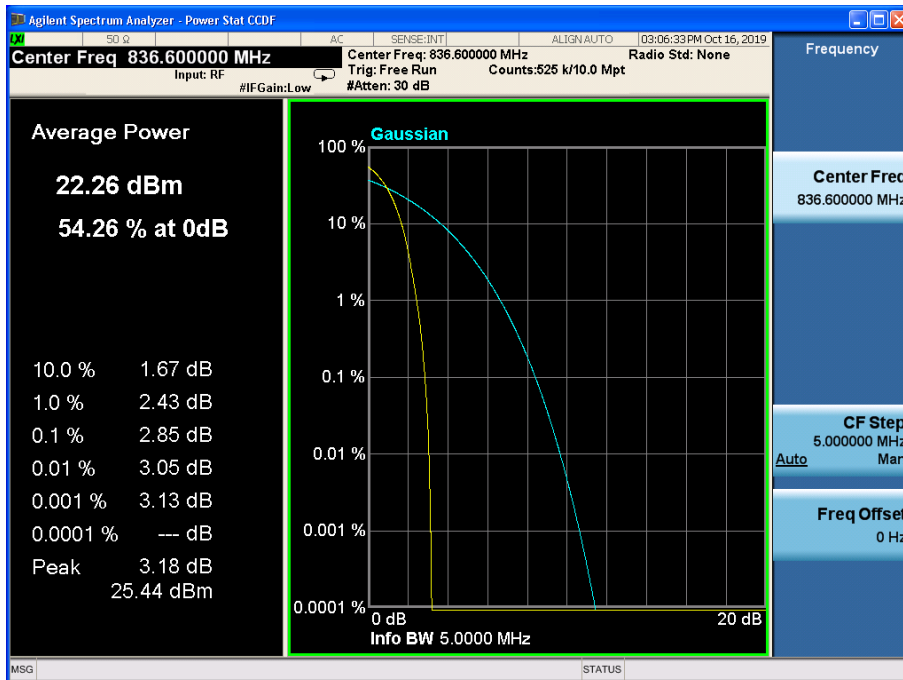 Agilent Spectrum Analyzer - Power Stat CCDF
LXI 50 Ω AC SENSE:INT ALIGN AUTO 03:06:33 PM Oct 16, 2019
Center Freq 836.600000 MHz
Input: RF
#IFGain:Low
Center Freq: 836.600000 MHz Radio Std: None
Trig: Free Run Counts:525 k/10.0 Mpt
#Atten: 30 dB
Average Power
22.26 dBm
54.26 % at 0dB
10.0 % 1.67 dB
1.0 % 2.43 dB
0.1 % 2.85 dB
0.01 % 3.05 dB
0.001 % 3.13 dB
0.0001 % --- dB
Peak 3.18 dB
25.44 dBm
Gaussian
100 %
10 %
1 %
0.1 %
0.01 %
0.001 %
0.0001 %
0 dB 20 dB
Info BW 5.0000 MHz
Frequency
Center Freq
836.600000 MHz
CF Step
5.000000 MHz
Auto Man
Freq Offset
0 Hz
MSG STATUS